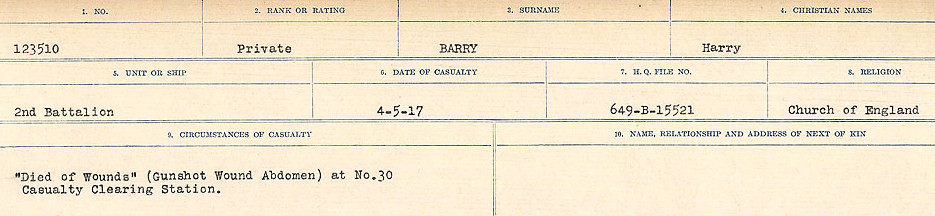 1. NO. 2. RANK OR RATING 3. SURNAME 4. CHRISTIAN NAMES
123510 Private BARRY Harry
5. UNIT OR SHIP 6. DATE OF CASUALTY 7. H.Q. FILE NO. 8. RELIGION
2nd Battalion 4-5-17 649-B-15521 Church of England
9. CIRCUMSTANCES OF CASUALTY 10. NAME, RELATIONSHIP AND ADDRESS OF NEXT OF KIN
"Died of Wounds" (Gunshot Wound Abdomen) at No.30
Casualty Clearing Station.